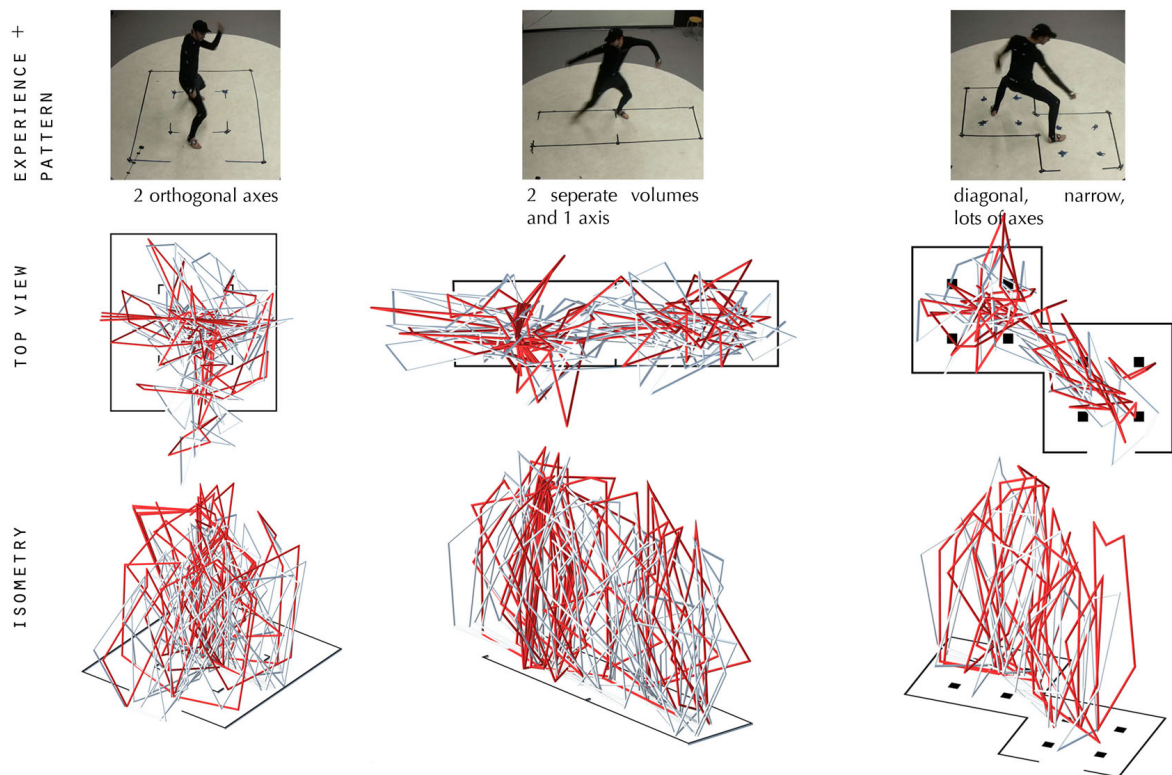 EXPERIENCE +
PATTERN
2 orthogonal axes
2 seperate volumes
and 1 axis
diagonal, narrow,
lots of axes
TOP VIEW
ISOMETRY